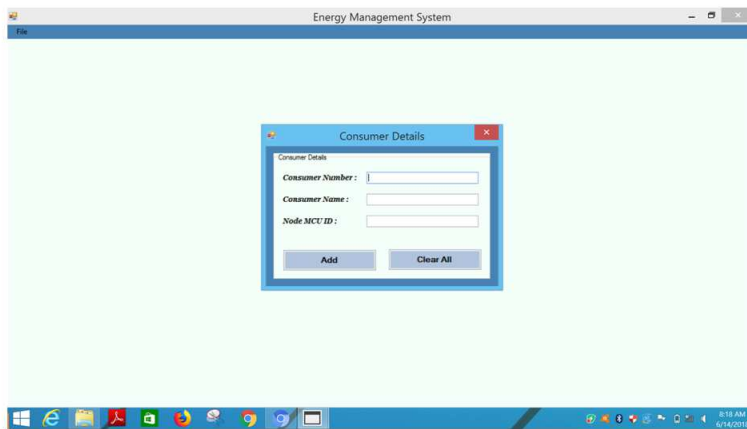 Energy Management System
File
Consumer Details
Consumer Details
Consumer Number :
Consumer Name :
Node MCU ID :
Add
Clear All
8:18 AM